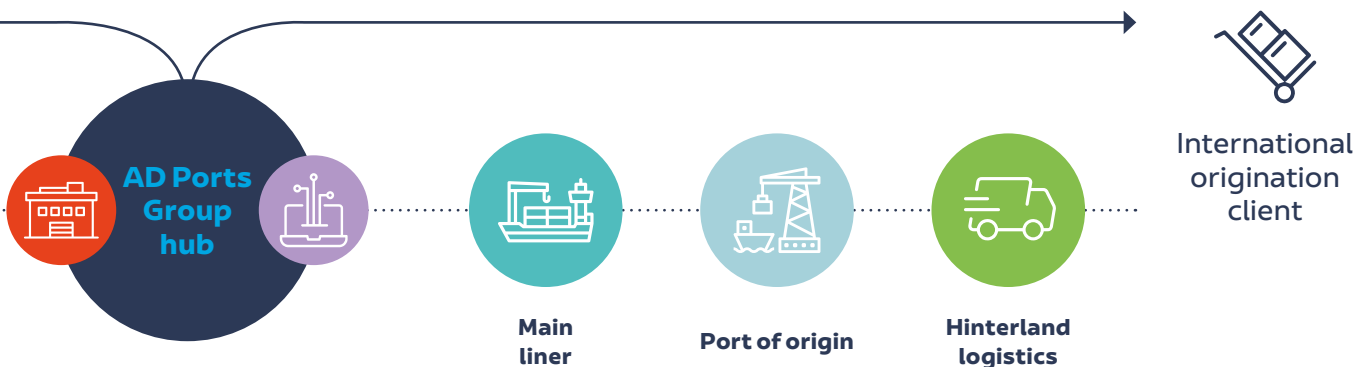 AD Ports
Group
hub
Main
liner
Port of origin
Hinterland
logistics
International
origination
client